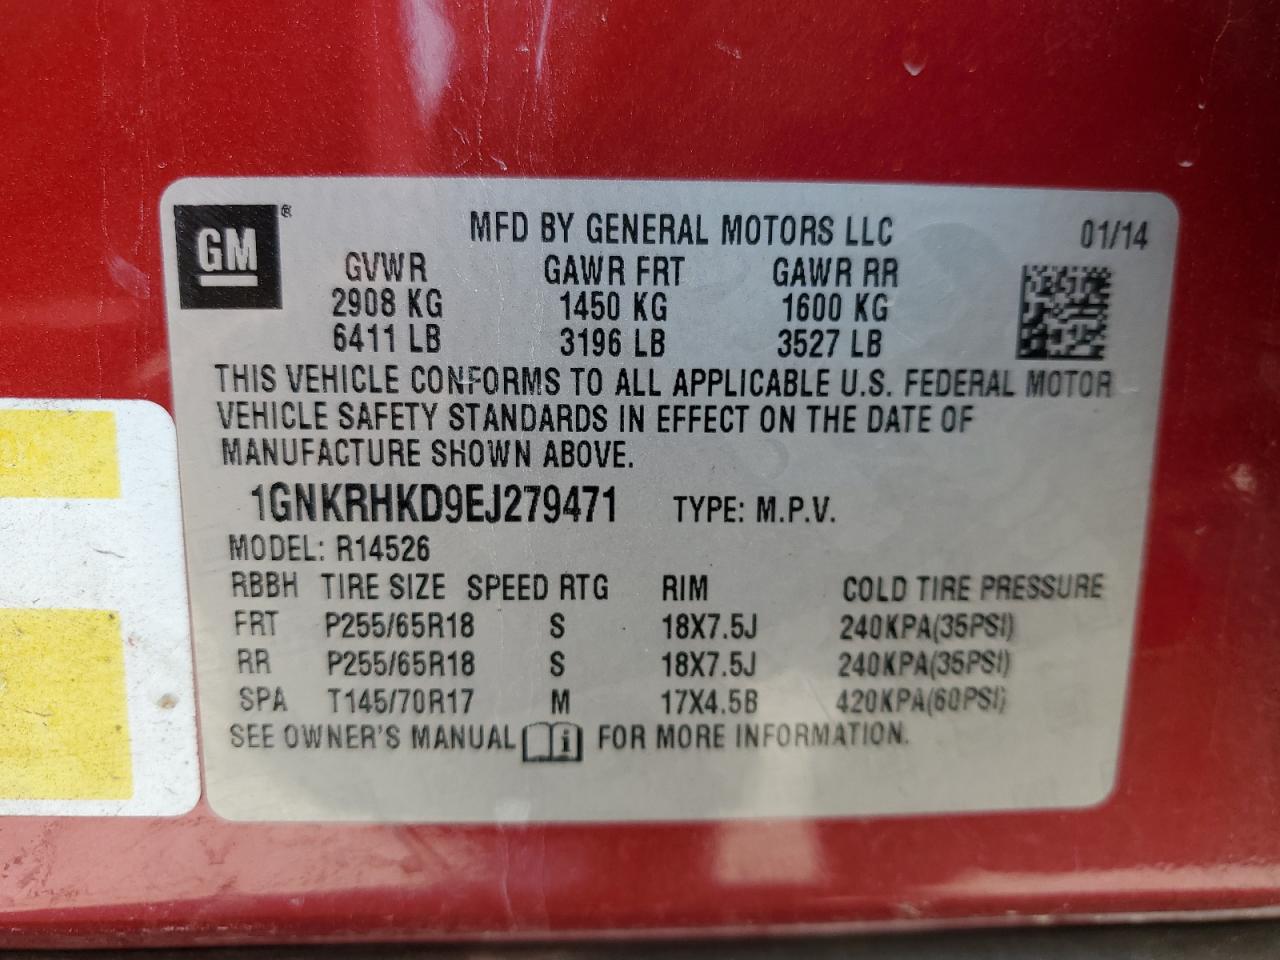 GM ®
MFD BY GENERAL MOTORS LLC 01/14
GVWR GAWR FRT GAWR RR
2908 KG 1450 KG 1600 KG
6411 LB 3196 LB 3527 LB
THIS VEHICLE CONFORMS TO ALL APPLICABLE U.S. FEDERAL MOTOR
VEHICLE SAFETY STANDARDS IN EFFECT ON THE DATE OF
MANUFACTURE SHOWN ABOVE.
1GNKRHKD9EJ279471 TYPE: M.P.V.
MODEL: R14526
RBBH TIRE SIZE SPEED RTG RIM COLD TIRE PRESSURE
FRT P255/65R18 S 18X7.5J 240KPA(35PSI)
RR P255/65R18 S 18X7.5J 240KPA(35PSI)
SPA T145/70R17 M 17X4.5B 420KPA(60PSI)
SEE OWNER'S MANUAL i FOR MORE INFORMATION.